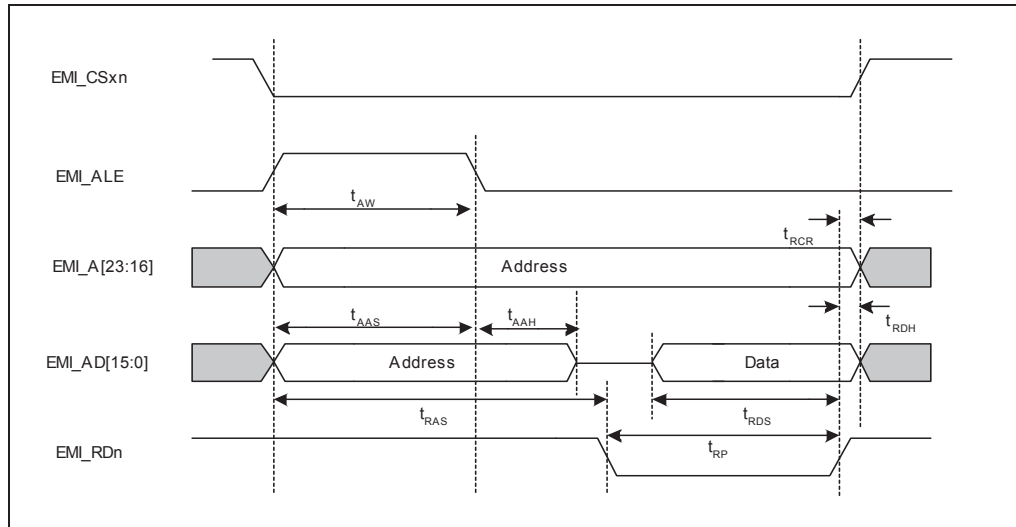 EMI_CSxn
EMI_ALE
tAW
tRCR
EMI_A[23:16]
Address
tAAS
tAAH
tRDH
EMI_AD[15:0]
Address
Data
tRAS
tRDS
tRP
EMI_RDn